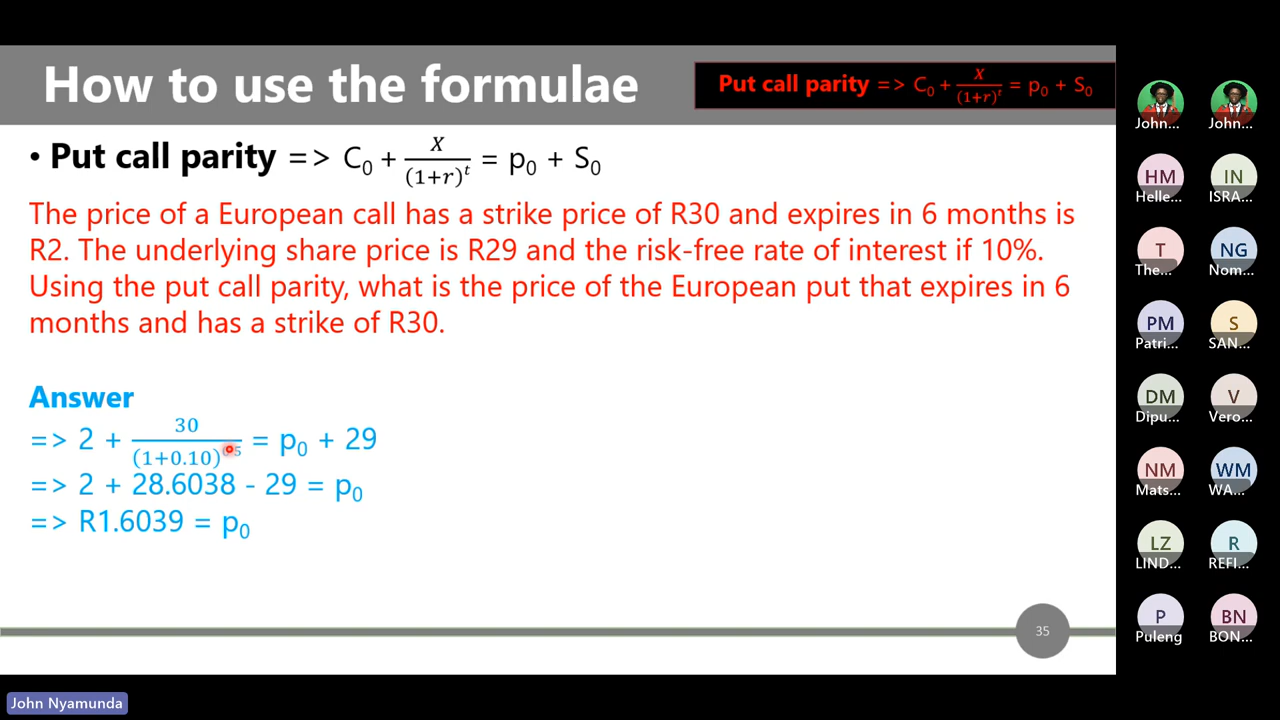 How to use the formulae
Put call parity => C₀ + X/(1+r)ᵗ = p₀ + S₀
• Put call parity => C₀ + X/(1+r)ᵗ = p₀ + S₀
The price of a European call has a strike price of R30 and expires in 6 months is
R2. The underlying share price is R29 and the risk-free rate of interest if 10%.
Using the put call parity, what is the price of the European put that expires in 6
months and has a strike of R30.
Answer
=> 2 + 30/(1+0.10)^0.5 = p₀ + 29
=> 2 + 28.6038 - 29 = p₀
=> R1.6039 = p₀
35
John...
John...
HM
Helle...
IN
ISRA...
T
The...
NG
Nom...
PM
Patri...
S
SAN...
DM
Dipu...
V
Vero...
NM
Mats...
WM
WA...
LZ
LIND...
R
REFI...
P
Puleng
BN
BON...
John Nyamunda